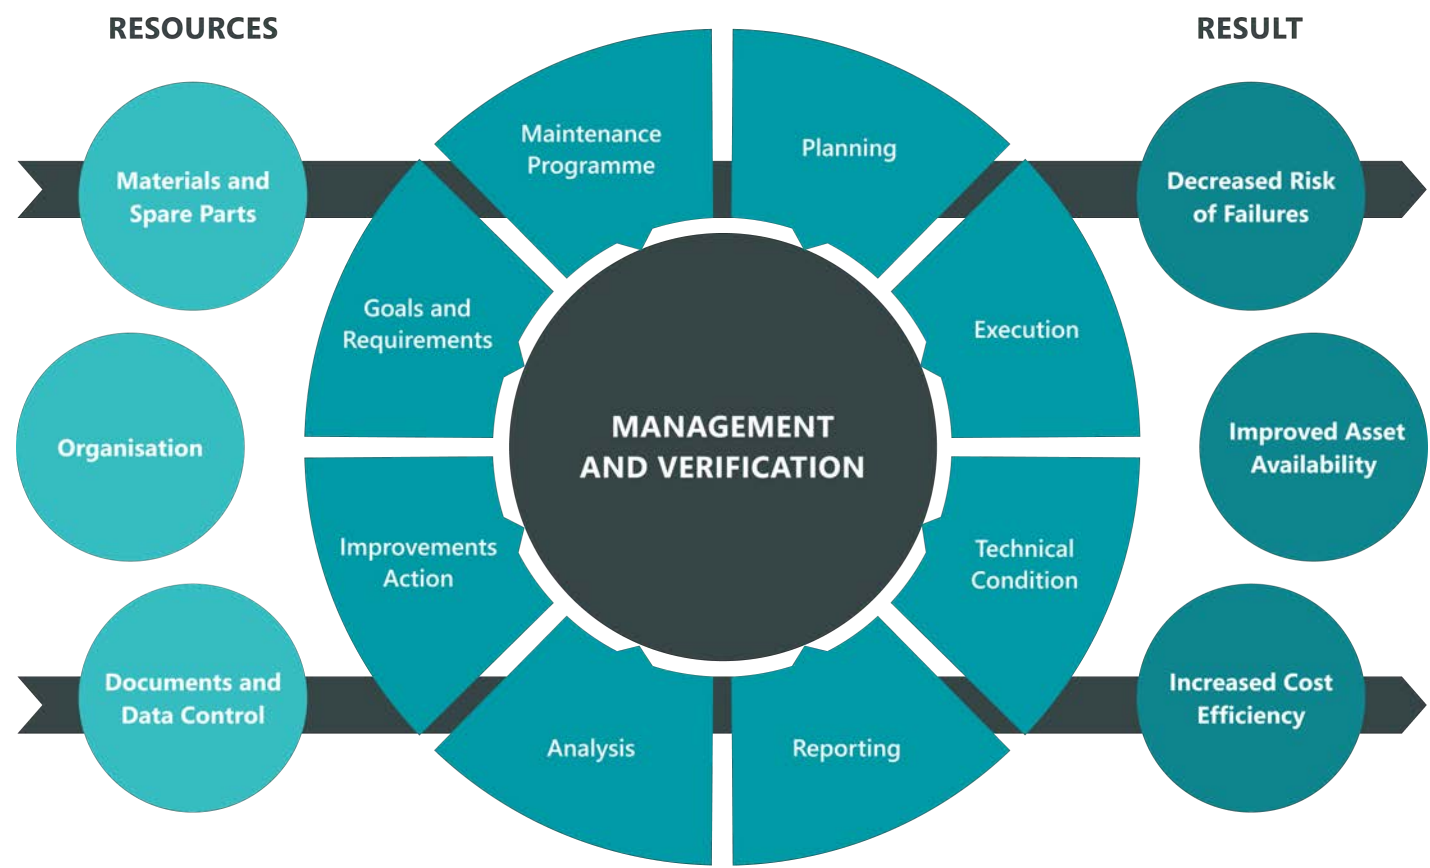 RESOURCES
RESULT
Materials and
Spare Parts
Organisation
Documents and
Data Control
Maintenance
Programme
Planning
Goals and
Requirements
Execution
MANAGEMENT
AND VERIFICATION
Improvements
Action
Technical
Condition
Analysis
Reporting
Decreased Risk
of Failures
Improved Asset
Availability
Increased Cost
Efficiency